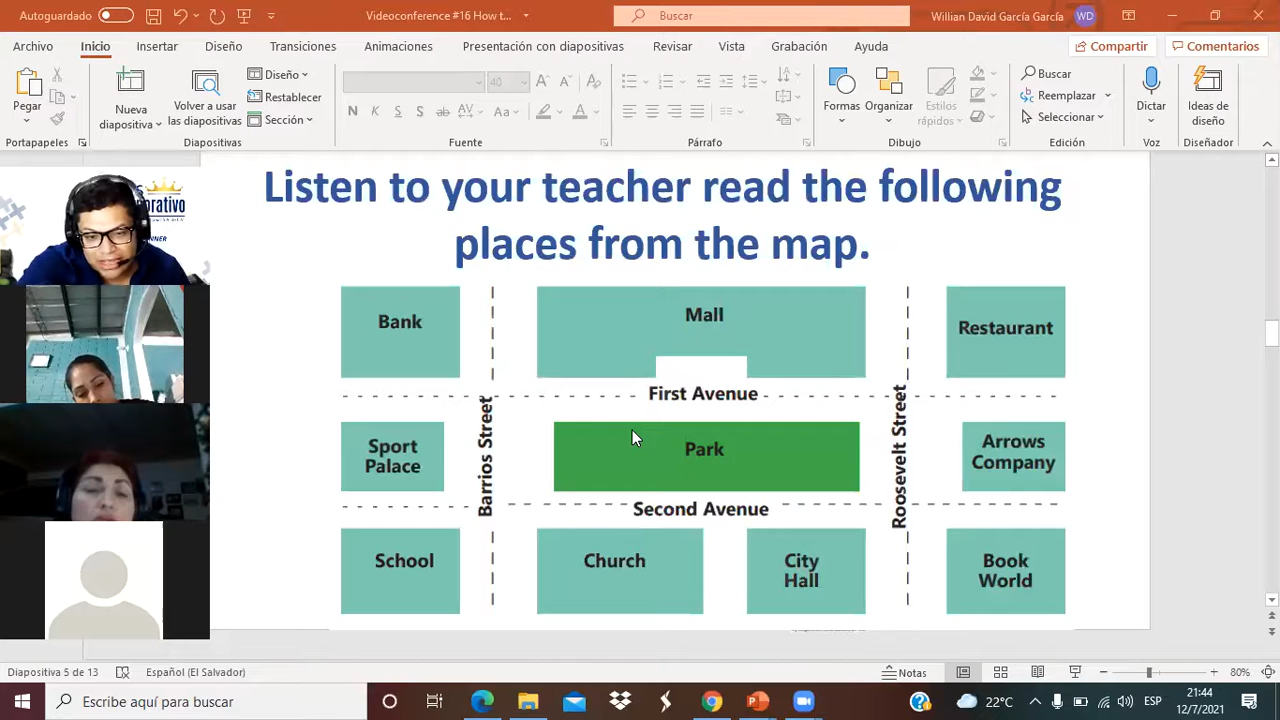 Autoguardado
Videoconference #16 How t...
Buscar
Willian David García García
WD
Archivo
Inicio
Insertar
Diseño
Transiciones
Animaciones
Presentación con diapositivas
Revisar
Vista
Grabación
Ayuda
Compartir
Comentarios
Pegar
Nueva diapositiva
Volver a usar las diapositivas
Diseño
Restablecer
Sección
40
N
K
S
S
ab
AV
Aa
A
Formas
Organizar
Estilos rápidos
Buscar
Reemplazar
Seleccionar
Dictar
Ideas de diseño
Portapapeles
Diapositivas
Fuente
Párrafo
Dibujo
Edición
Voz
Diseñador
Listen to your teacher read the following
places from the map.
Bank
Mall
Restaurant
First Avenue
Barrios Street
Roosevelt Street
Sport
Palace
Park
Arrows
Company
Second Avenue
School
Church
City
Hall
Book
World
Diapositiva 5 de 13
Español (El Salvador)
Notas
80%
Escribe aquí para buscar
22°C
ESP
21:44
12/7/2021